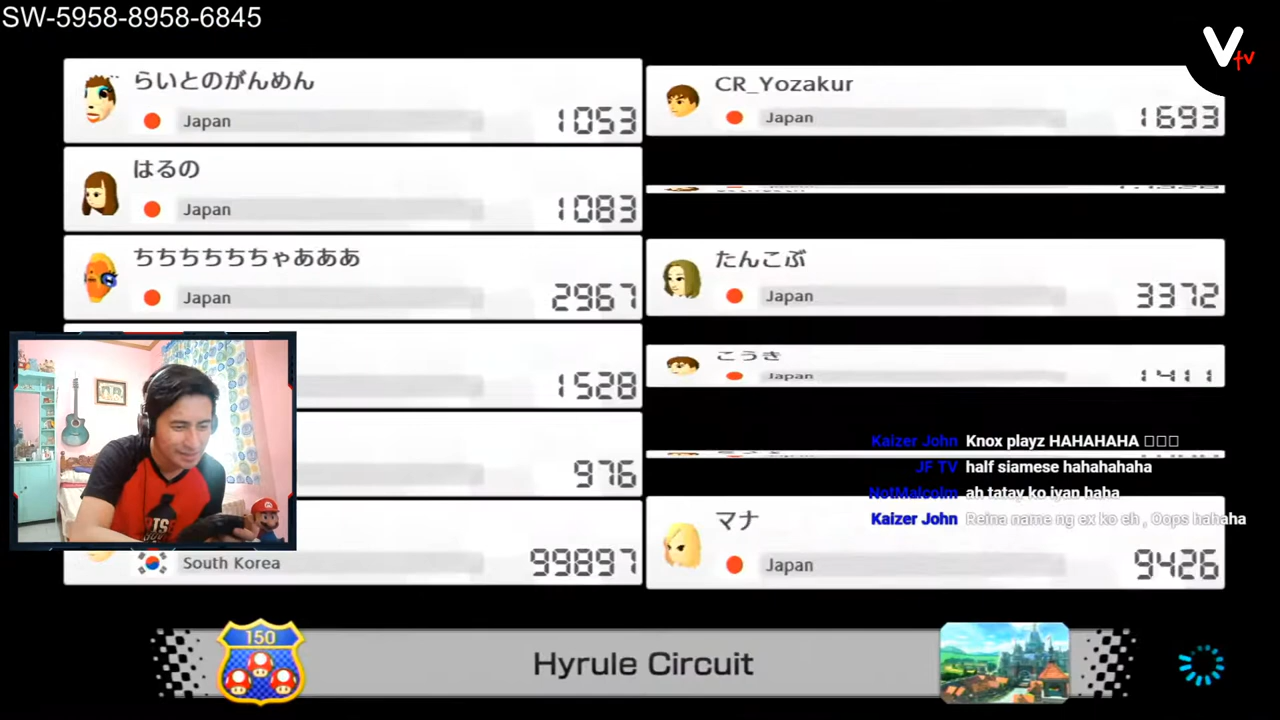 SW-5958-8958-6845
V tv
らいとのがんめん
Japan
1053
はるの
Japan
1083
ちちちちちちゃあああ
Japan
2967
1528
976
South Korea
99897
CR_Yozakur
Japan
1693
たんこぶ
Japan
3372
こうき
Japan
1411
Kaizer John Knox playz HAHAHAHA
JF TV half siamese hahahahaha
NotMalcolm ah tatay ko iyan haha
Kaizer John Reina name ng ex ko eh , Oops hahaha
マナ
Japan
9426
150
Hyrule Circuit